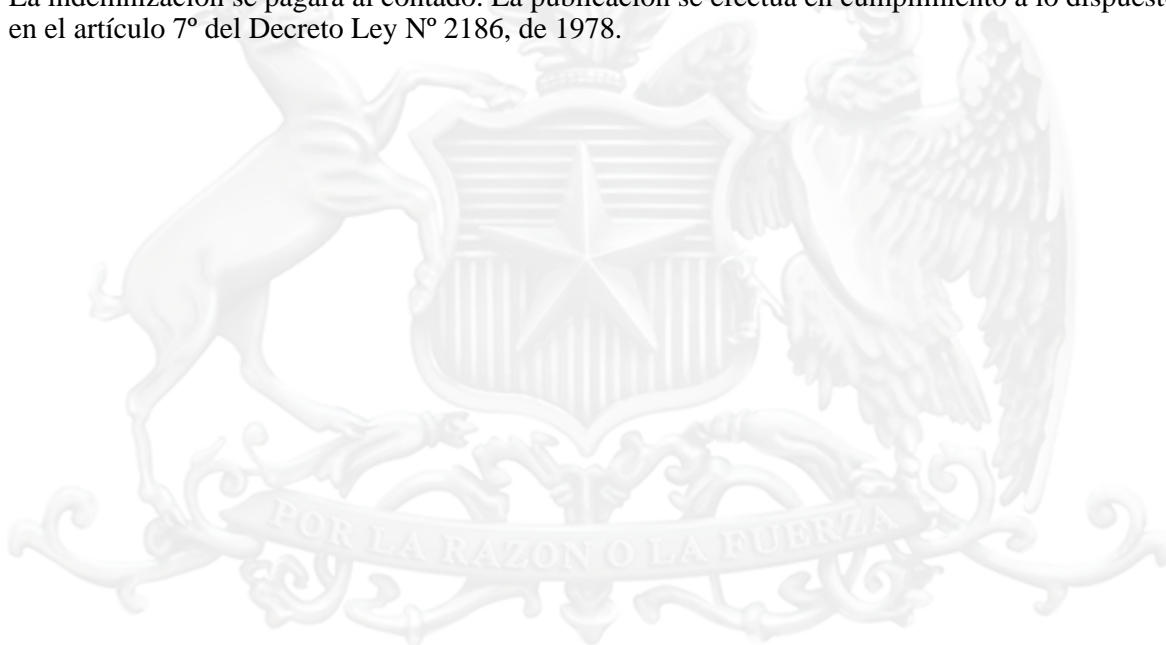 La indemnización se pagará al contado. La publicación se efectúa en cumplimiento a lo dispuesto
en el artículo 7º del Decreto Ley Nº 2186, de 1978.
POR LA RAZON O LA FUERZA